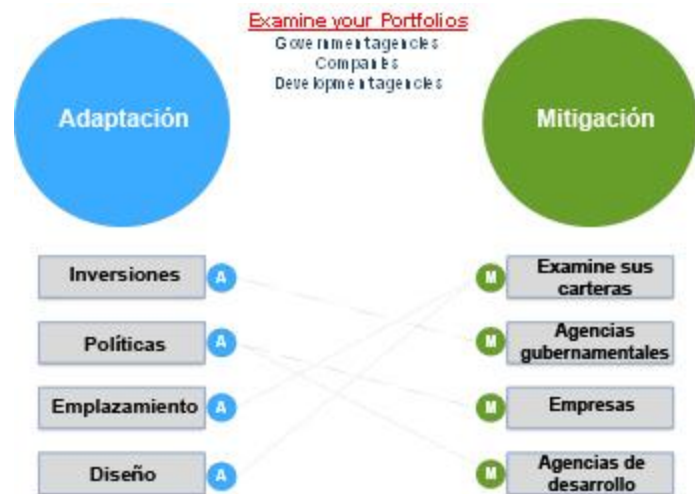 Examine your Portfolios
Government agencies
Companies
Development agencies
Adaptación
Mitigación
Inversiones
A
M
Examine sus
carteras
Políticas
A
M
Agencias
gubernamentales
Emplazamiento
A
M
Empresas
Diseño
A
M
Agencias de
desarrollo